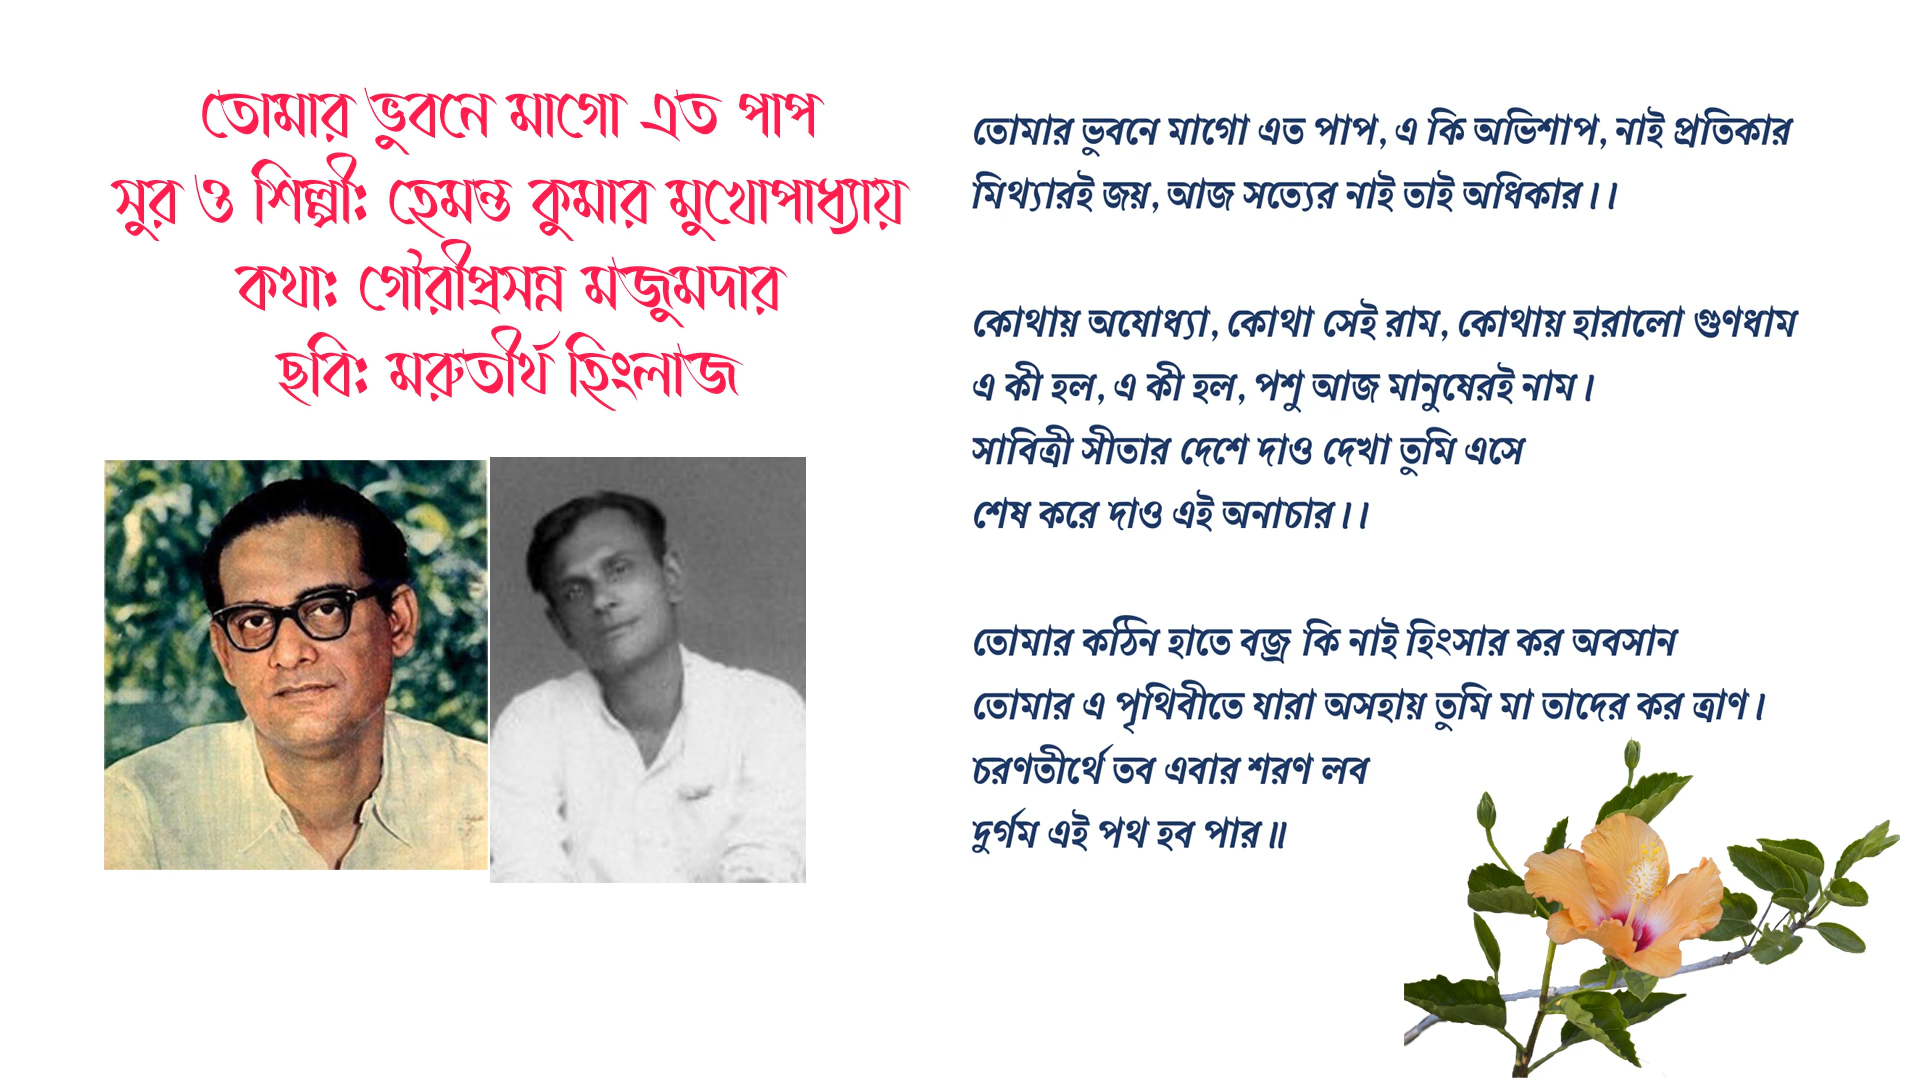 তোমার ভুবনে মাগো এত পাপ
সুর ও শিল্পী: হেমন্ত কুমার মুখোপাধ্যায়
কথা: গৌরীপ্রসন্ন মজুমদার
ছবি: মরুতীর্থ হিংলাজ
তোমার ভুবনে মাগো এত পাপ, এ কি অভিশাপ, নাই প্রতিকার
মিথ্যারই জয়, আজ সত্যের নাই তাই অধিকার।।
কোথায় অযোধ্যা, কোথা সেই রাম, কোথায় হারালো গুণধাম
এ কী হল, এ কী হল, পশু আজ মানুষেরই নাম।
সাবিত্রী সীতার দেশে দাও দেখা তুমি এসে
শেষ করে দাও এই অনাচার।।
তোমার কঠিন হাতে বজ্র কি নাই হিংসার কর অবসান
তোমার এ পৃথিবীতে যারা অসহায় তুমি মা তাদের কর ত্রাণ।
চরণতীর্থে তব এবার শরণ লব
দুর্গম এই পথ হব পার॥